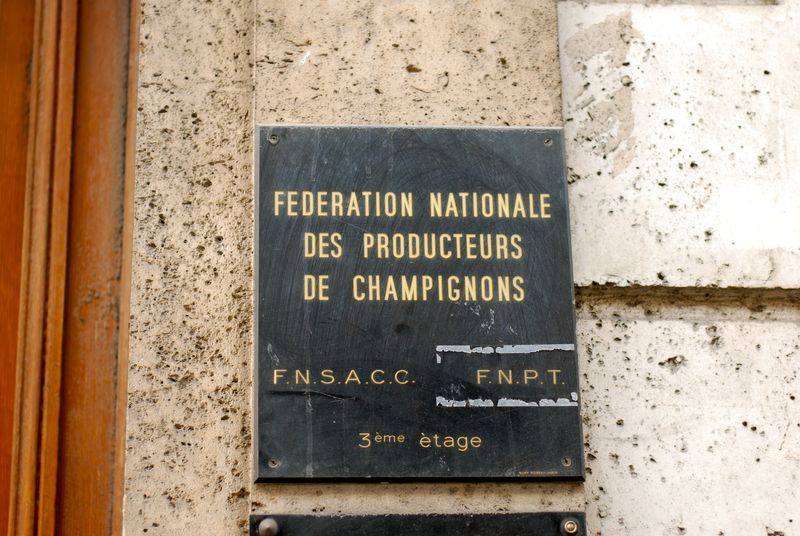 FEDERATION NATIONALE
DES PRODUCTEURS
DE CHAMPIGNONS
F.N.S.A.C.C. F.N.P.T.
3ème ètage